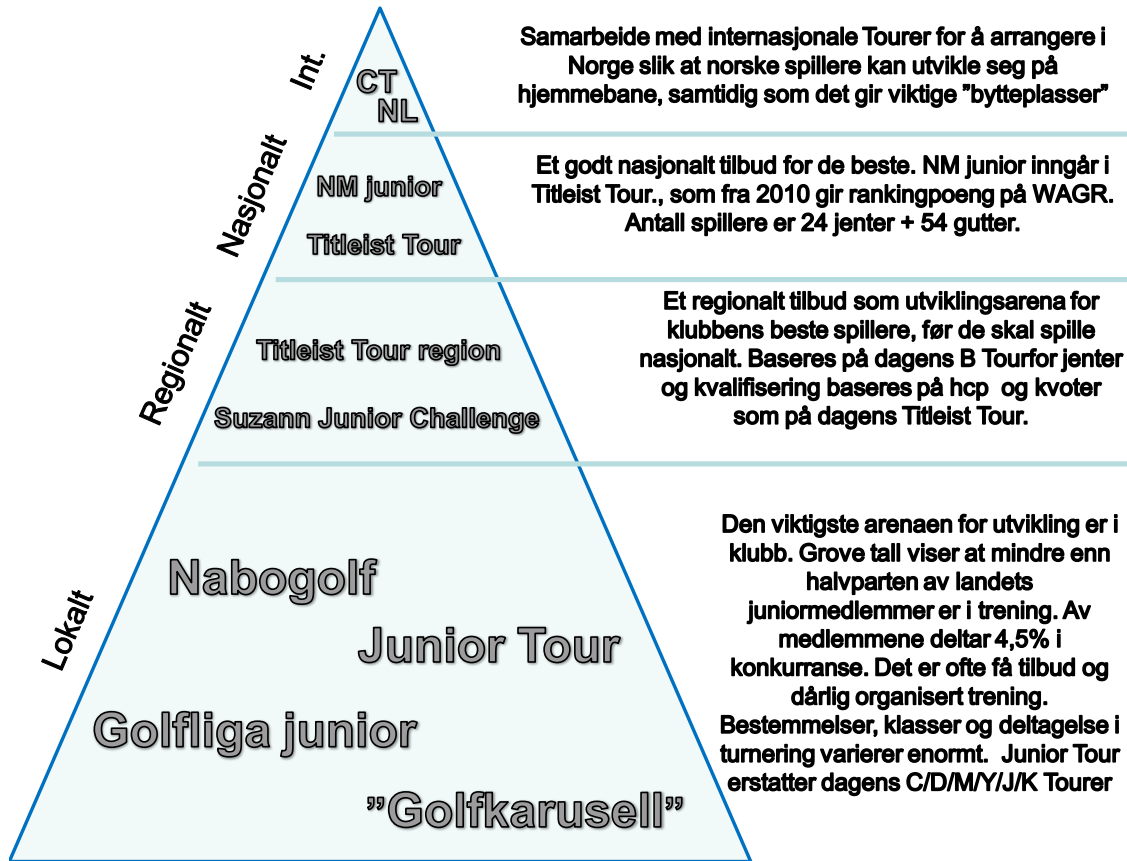 Int.
CT
NL
Samarbeide med internasjonale Tourer for å arrangere i
Norge slik at norske spillere kan utvikle seg på
hjemmebane, samtidig som det gir viktige ”bytteplasser”
Nasjonalt
NM junior
Titleist Tour
Et godt nasjonalt tilbud for de beste. NM junior inngår i
Titleist Tour., som fra 2010 gir rankingpoeng på WAGR.
Antall spillere er 24 jenter + 54 gutter.
Regionalt
Titleist Tour region
Suzann Junior Challenge
Et regionalt tilbud som utviklingsarena for
klubbens beste spillere, før de skal spille
nasjonalt. Baseres på dagens B Tourfor jenter
og kvalifisering baseres på hcp og kvoter
som på dagens Titleist Tour.
Lokalt
Nabogolf
Junior Tour
Golfliga junior
”Golfkarusell”
Den viktigste arenaen for utvikling er i
klubb. Grove tall viser at mindre enn
halvparten av landets
juniormedlemmer er i trening. Av
medlemmene deltar 4,5% i
konkurranse. Det er ofte få tilbud og
dårlig organisert trening.
Bestemmelser, klasser og deltagelse i
turnering varierer enormt. Junior Tour
erstatter dagens C/D/M/Y/J/K Tourer